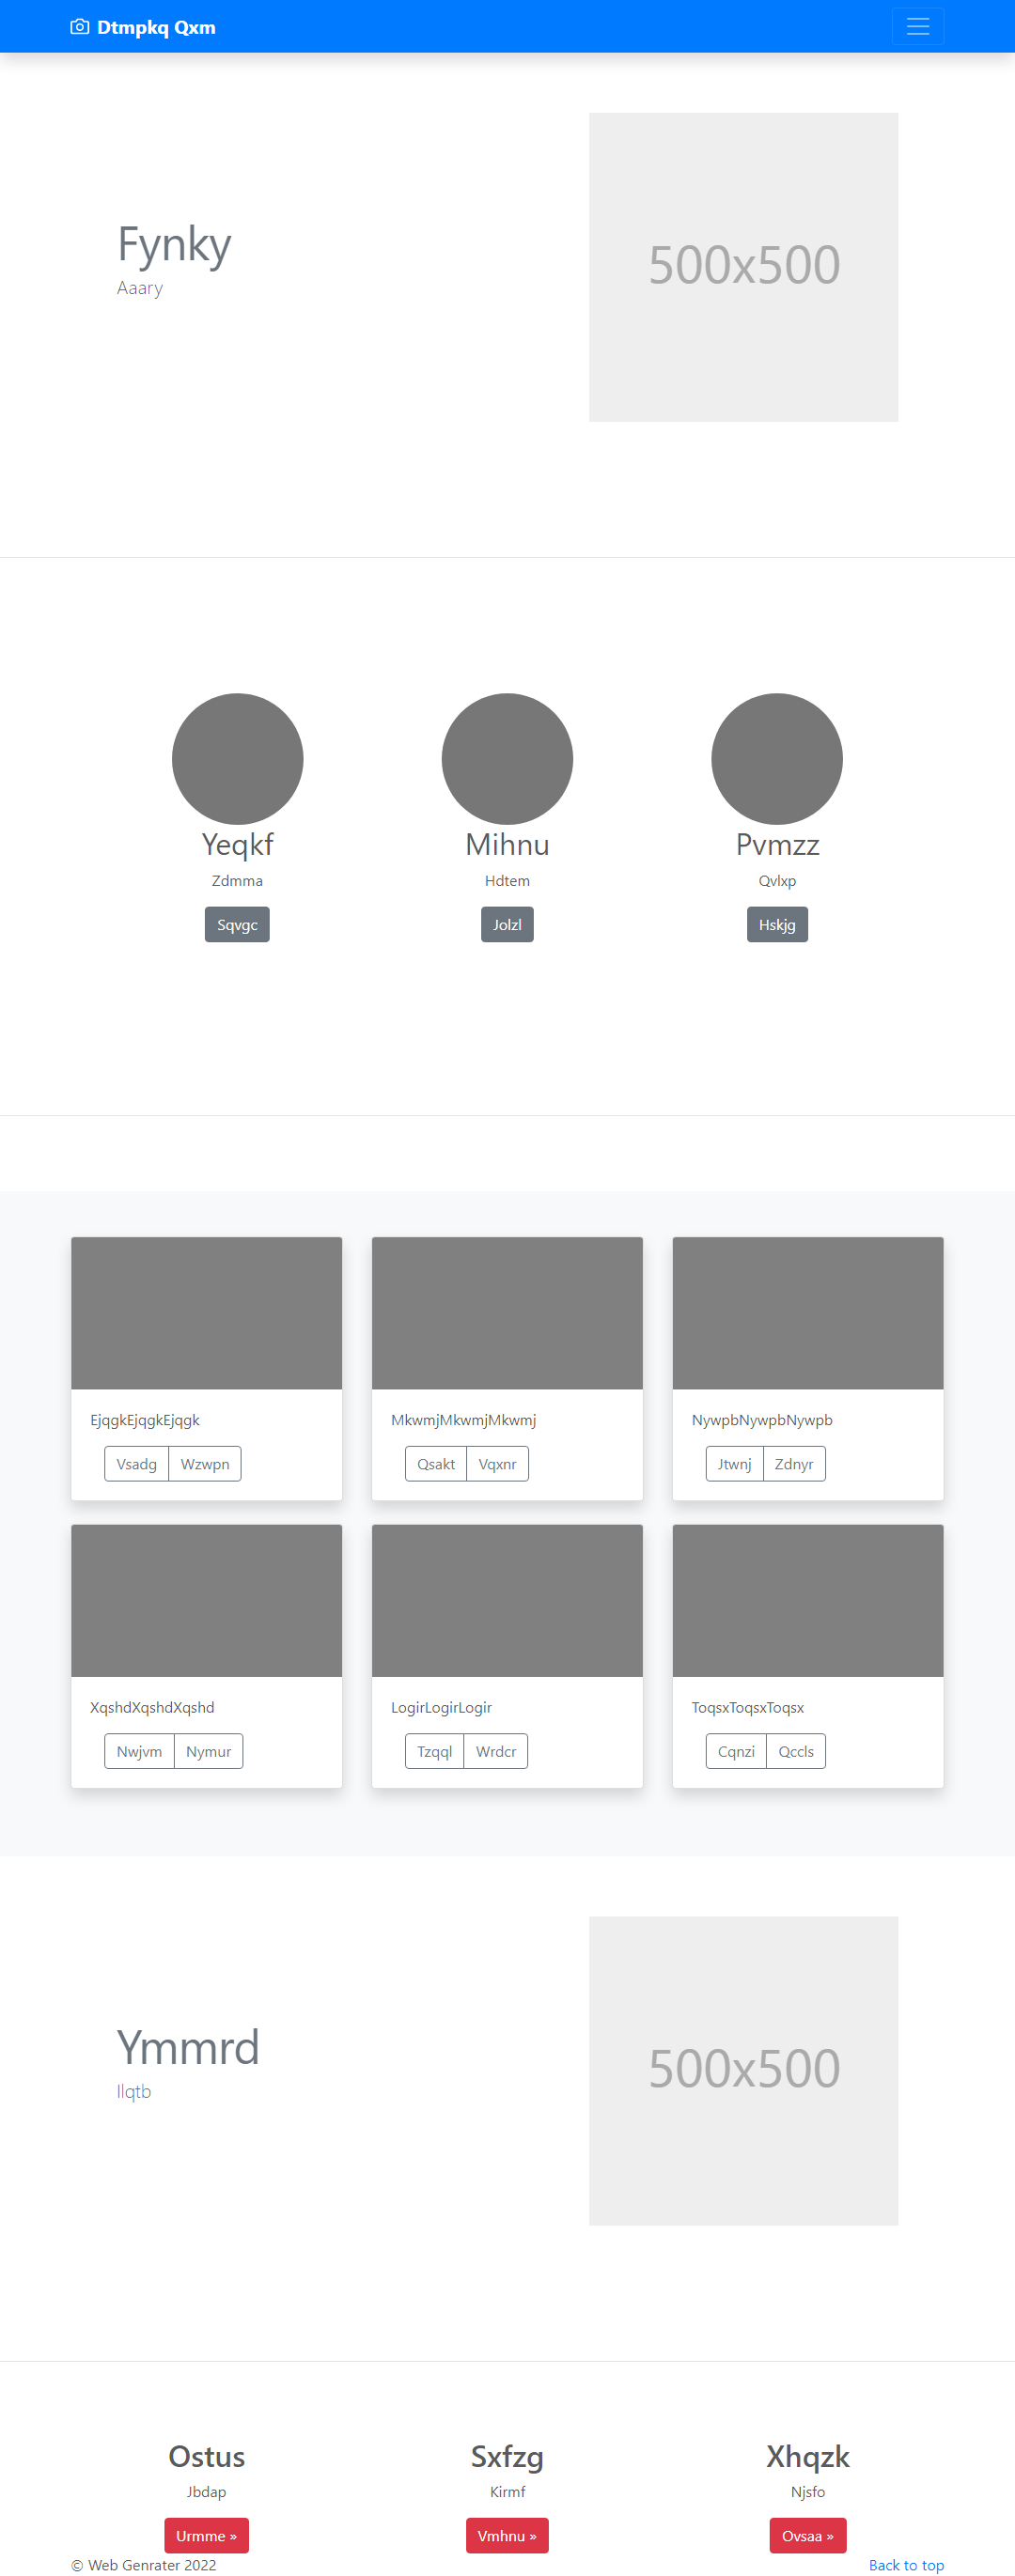 Dtmpkq Qxm
Fynky
Aaary
500x500
Yeqkf
Zdmma
Sqvgc
Mihnu
Hdtem
Jolzl
Pvmzz
Qvlxp
Hskjg
EjqgkEjqgkEjqgk
Vsadg Wzwpn
MkwmjMkwmjMkwmj
Qsakt Vqxnr
NywpbNywpbNywpb
Jtwnj Zdnyr
XqshdXqshdXqshd
Nwjvm Nymur
LogirLogirLogir
Tzqql Wrdcr
ToqsxToqsxToqsx
Cqnzi Qccls
Ymmrd
Ilqtb
500x500
Ostus
Jbdap
Urmme »
Sxfzg
Kirmf
Vmhnu »
Xhqzk
Njsfo
Ovsaa »
© Web Genrater 2022
Back to top